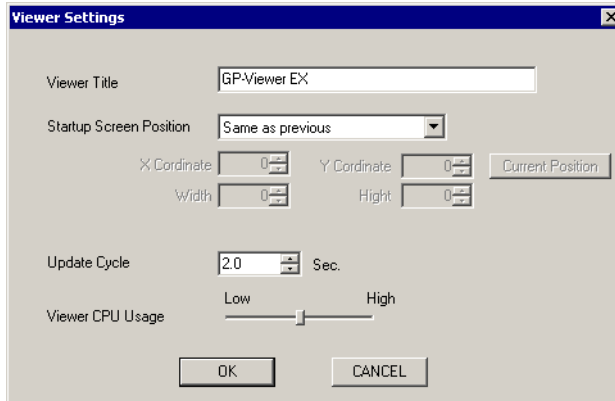 Viewer Settings
Viewer Title GP-Viewer EX
Startup Screen Position Same as previous
X Cordinate 0 Y Cordinate 0 Current Position
Width 0 Hight 0
Update Cycle 2.0 Sec.
Low High
Viewer CPU Usage
OK CANCEL